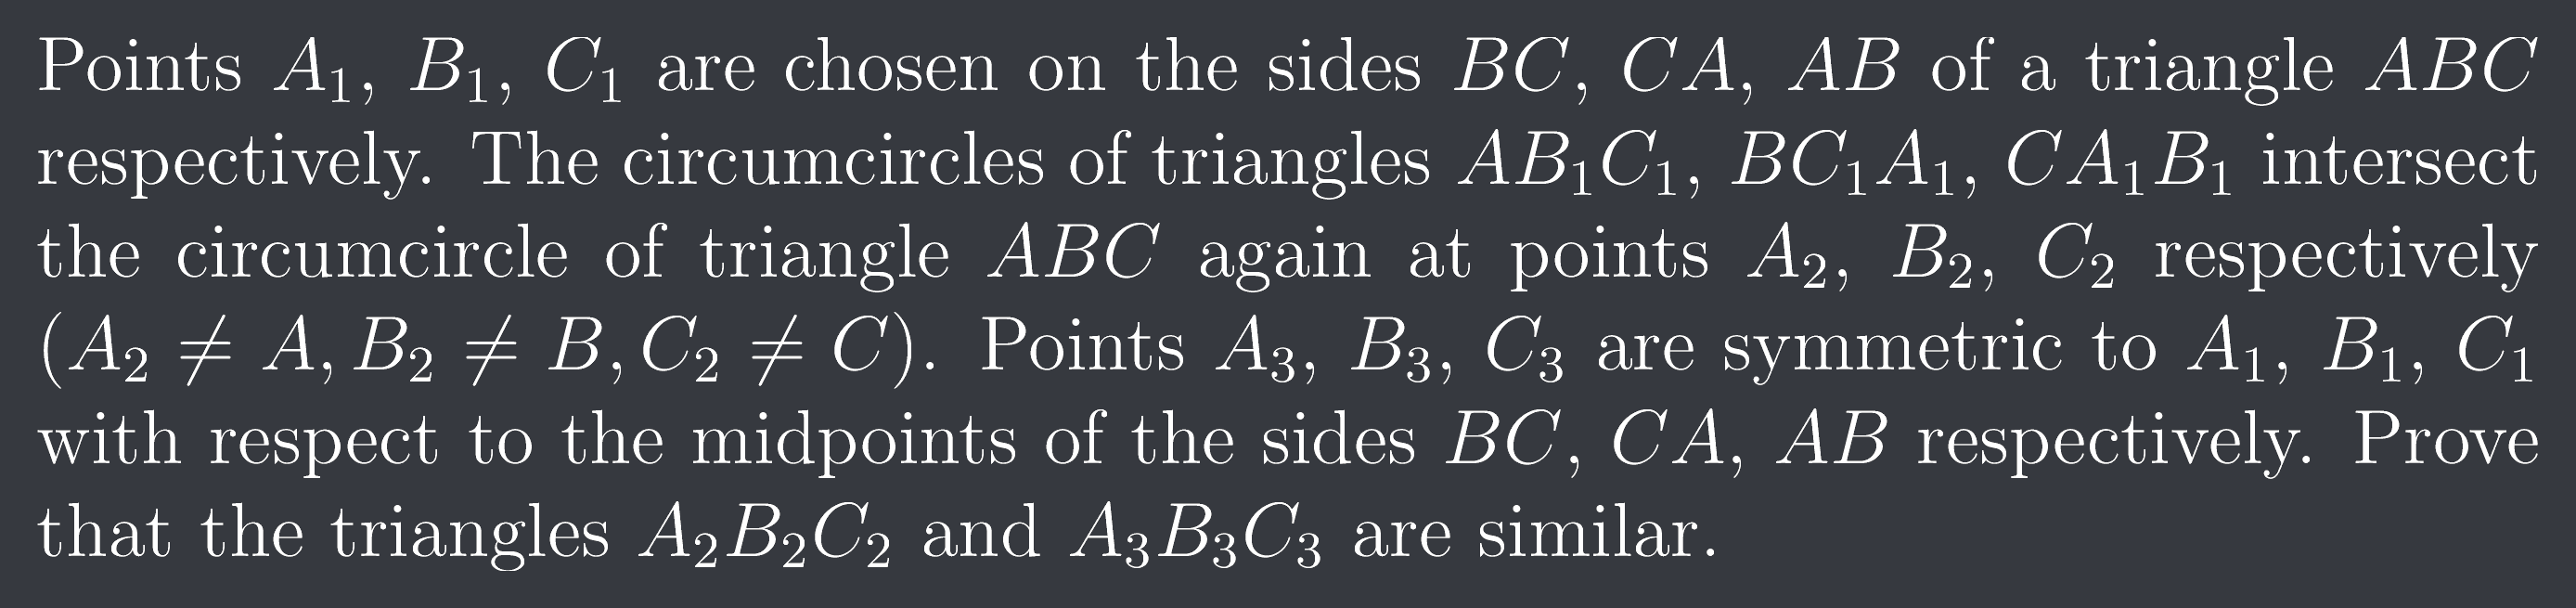 Points $A_1$, $B_1$, $C_1$ are chosen on the sides $BC$, $CA$, $AB$ of a triangle $ABC$
respectively. The circumcircles of triangles $AB_1C_1$, $BC_1A_1$, $CA_1B_1$ intersect
the circumcircle of triangle $ABC$ again at points $A_2$, $B_2$, $C_2$ respectively
($A_2 \neq A, B_2 \neq B, C_2 \neq C$). Points $A_3$, $B_3$, $C_3$ are symmetric to $A_1$, $B_1$, $C_1$
with respect to the midpoints of the sides $BC$, $CA$, $AB$ respectively. Prove
that the triangles $A_2B_2C_2$ and $A_3B_3C_3$ are similar.